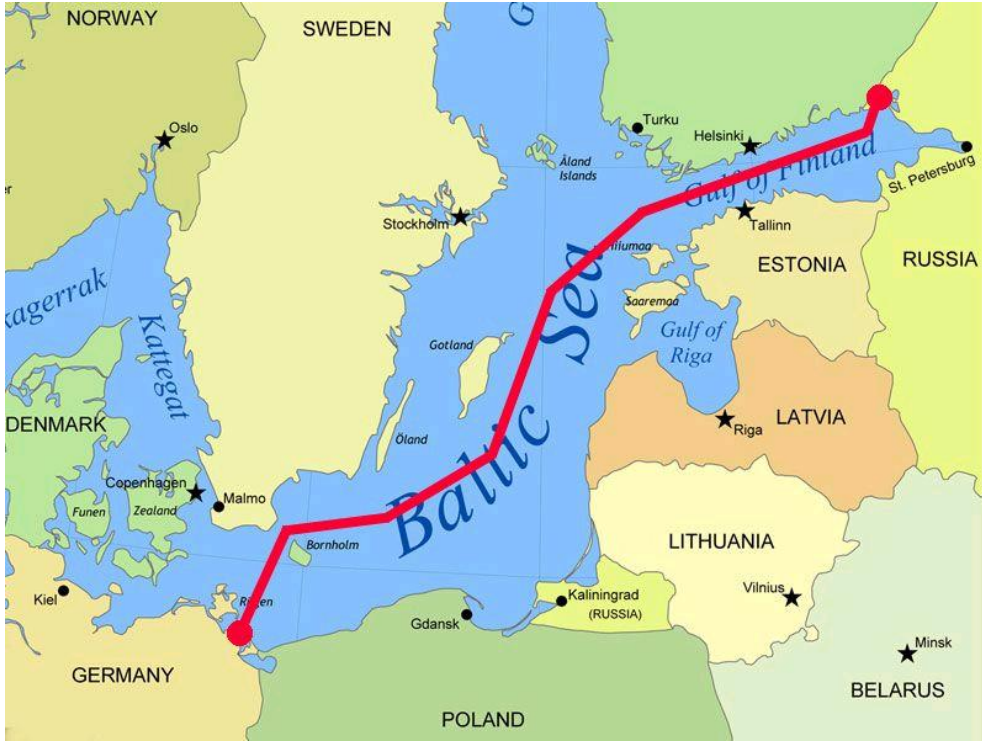 NORWAY
SWEDEN
G
Oslo
Turku
Helsinki
Åland
Islands
Gulf of Finland
St. Petersburg
Stockholm
Tallinn
ESTONIA
RUSSIA
Sea
Saaremaa
Gulf of
Riga
Kattegat
Gotland
DENMARK
Öland
Riga
LATVIA
Baltic
Copenhagen
Malmo
Funen
Zealand
Bornholm
LITHUANIA
Vilnius
Kiel
Gdansk
Kaliningrad
(RUSSIA)
Minsk
GERMANY
POLAND
BELARUS